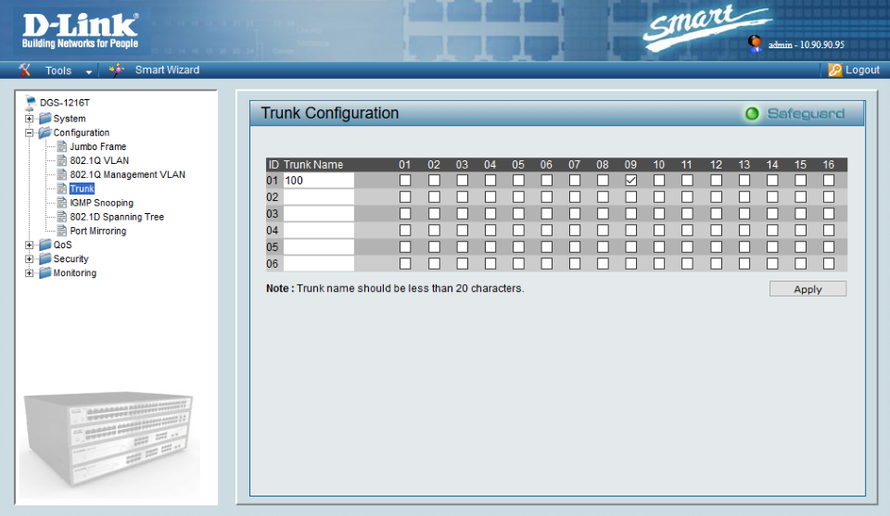 D-Link
Building Networks for People
Smart
admin - 10.90.90.95
Tools
Smart Wizard
Logout
DGS-1216T
System
Configuration
Jumbo Frame
802.1Q VLAN
802.1Q Management VLAN
Trunk
IGMP Snooping
802.1D Spanning Tree
Port Mirroring
QoS
Security
Monitoring
Trunk Configuration
Safeguard
ID Trunk Name 01 02 03 04 05 06 07 08 09 10 11 12 13 14 15 16
01 100
02
03
04
05
06
Note : Trunk name should be less than 20 characters.
Apply